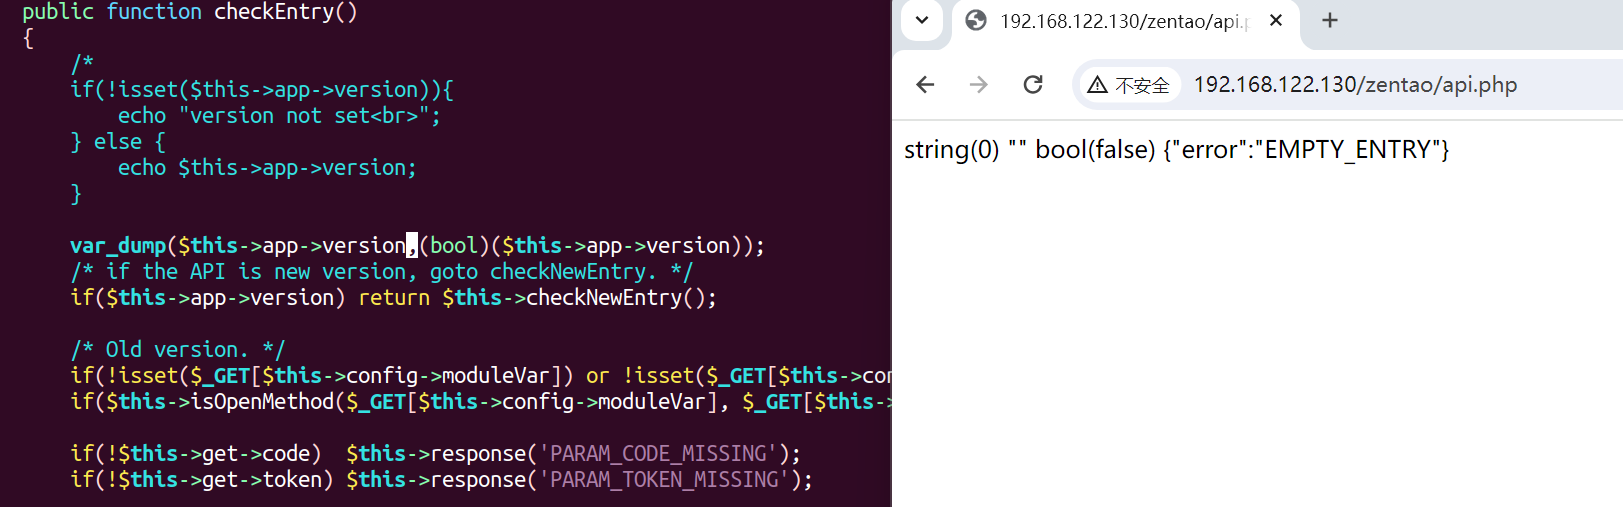 public function checkEntry()
{
    /*
    if(!isset($this->app->version)){
        echo "version not set<br>";
    } else {
        echo $this->app->version;
    }

    var_dump($this->app->version,(bool)($this->app->version));
    /* if the API is new version, goto checkNewEntry. */
    if($this->app->version) return $this->checkNewEntry();

    /* Old version. */
    if(!isset($_GET[$this->config->moduleVar]) or !isset($_GET[$this->con
    if($this->isOpenMethod($_GET[$this->config->moduleVar], $_GET[$this->

    if(!$this->get->code)  $this->response('PARAM_CODE_MISSING');
    if(!$this->get->token) $this->response('PARAM_TOKEN_MISSING');
192.168.122.130/zentao/api.p
不安全 192.168.122.130/zentao/api.php
string(0) "" bool(false) {"error":"EMPTY_ENTRY"}